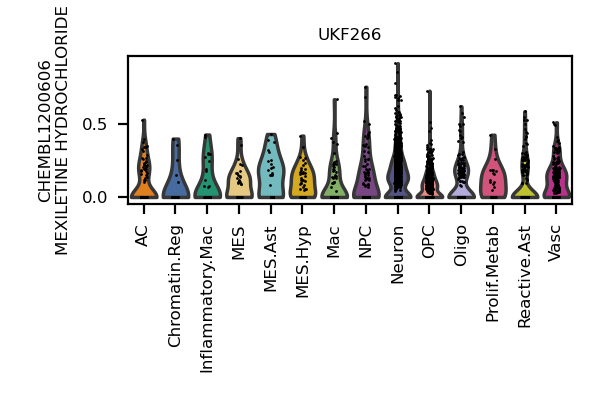 UKF266
CHEMBL1200606
MEXILETINE HYDROCHLORIDE
0.5
0.0
AC
Chromatin.Reg
Inflammatory.Mac
MES
MES.Ast
MES.Hyp
Mac
NPC
Neuron
OPC
Oligo
Prolif.Metab
Reactive.Ast
Vasc